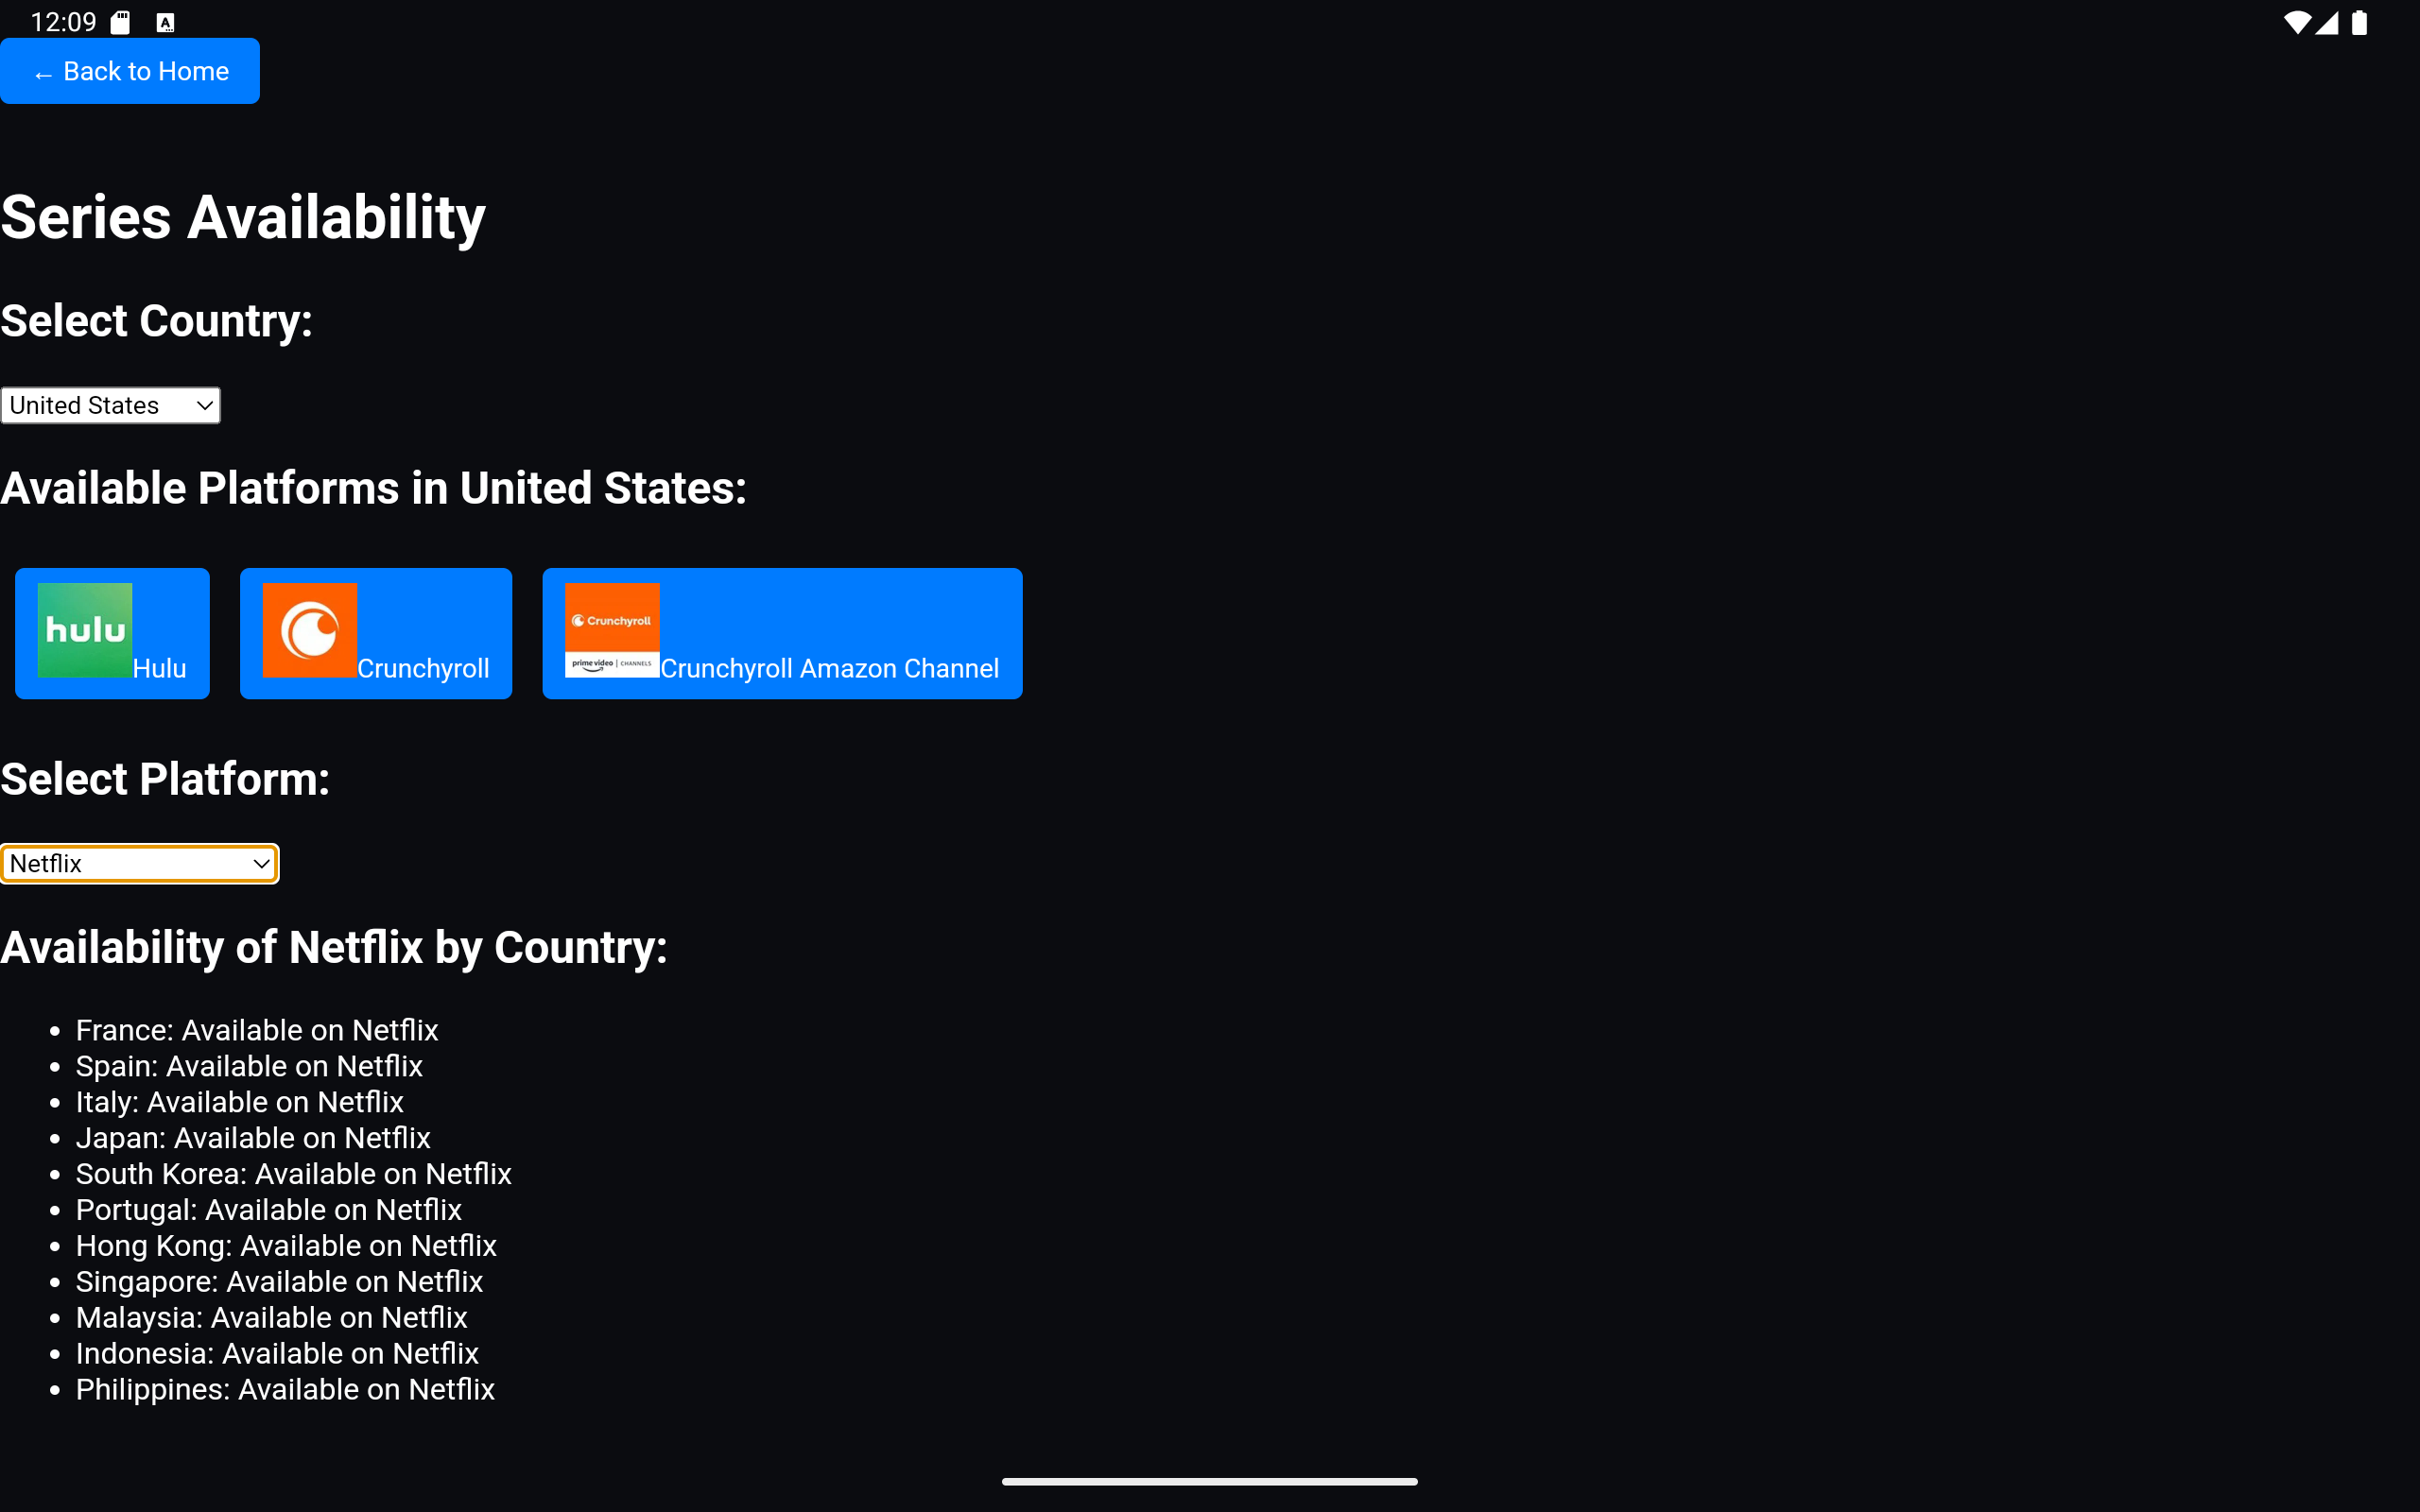 12:09
← Back to Home
Series Availability
Select Country:
United States
Available Platforms in United States:
hulu
Hulu
Crunchyroll
Crunchyroll
prime video | CHANNELS
Crunchyroll Amazon Channel
Select Platform:
Netflix
Availability of Netflix by Country:
• France: Available on Netflix
• Spain: Available on Netflix
• Italy: Available on Netflix
• Japan: Available on Netflix
• South Korea: Available on Netflix
• Portugal: Available on Netflix
• Hong Kong: Available on Netflix
• Singapore: Available on Netflix
• Malaysia: Available on Netflix
• Indonesia: Available on Netflix
• Philippines: Available on Netflix